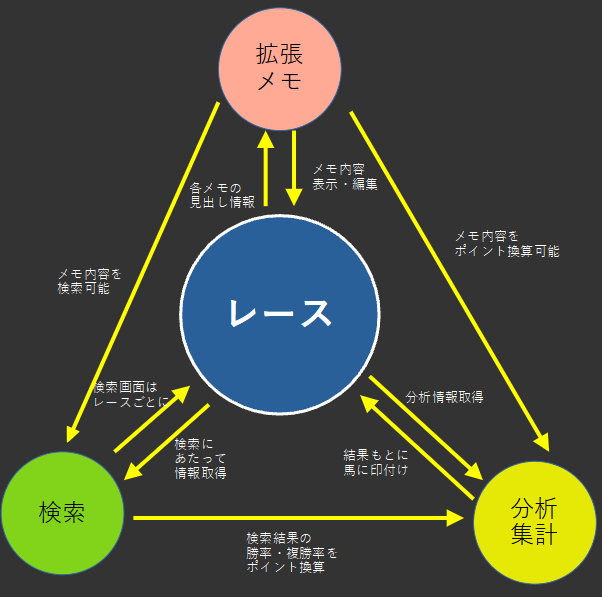 拡張
メモ
メモ内容
表示・編集
各メモの
見出し情報
メモ内容を
ポイント換算可能
メモ内容を
検索可能
レース
検索画面は
レースごとに
分析情報取得
検索に
あたって
情報取得
結果もとに
馬に印付け
検索
分析
集計
検索結果の
勝率・複勝率を
ポイント換算